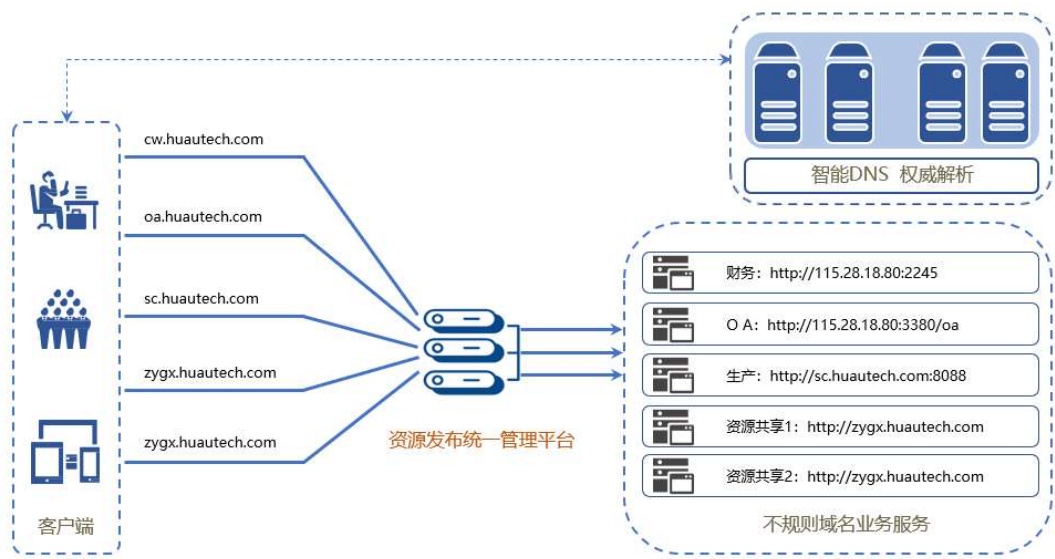 智能DNS 权威解析
cw.huautech.com
oa.huautech.com
sc.huautech.com
zygx.huautech.com
zygx.huautech.com
客户端
资源发布统一管理平台
财务：http://115.28.18.80:2245
O A：http://115.28.18.80:3380/oa
生产：http://sc.huautech.com:8088
资源共享1：http://zygx.huautech.com
资源共享2：http://zygx.huautech.com
不规则域名业务服务